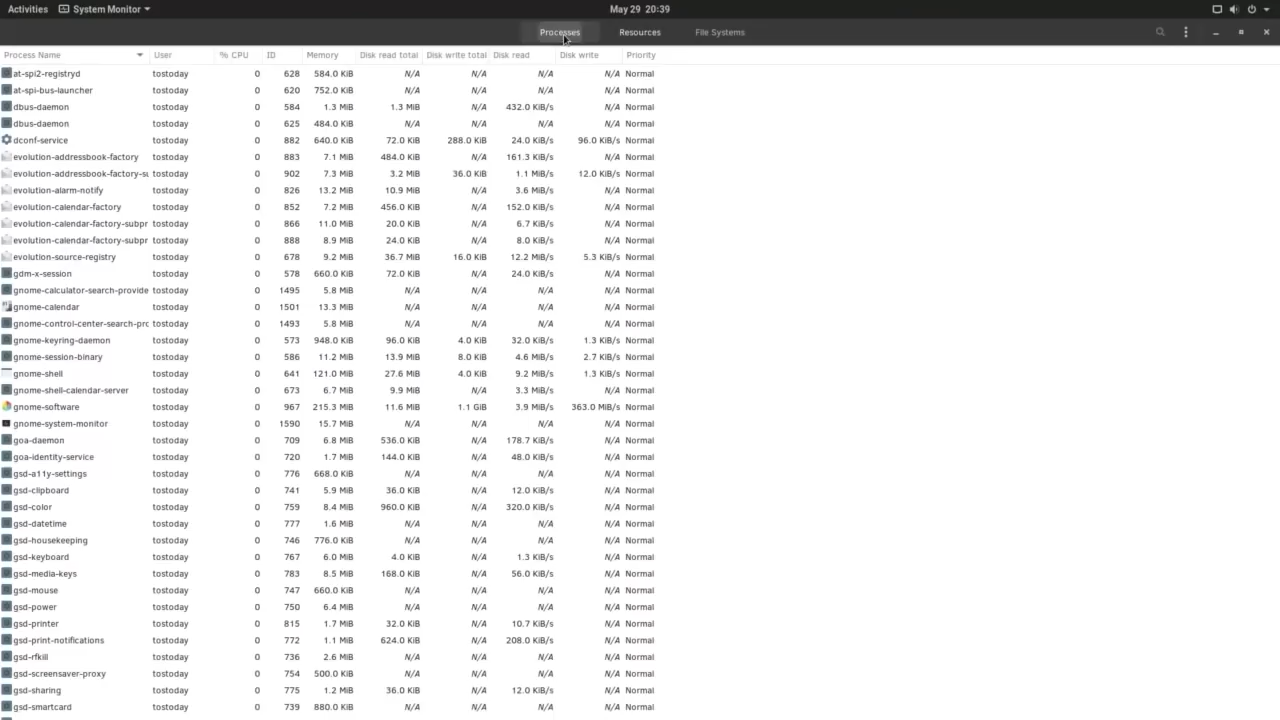 Activities System Monitor May 29 20:39
Processes Resources File Systems
Process Name User % CPU ID Memory Disk read total Disk write total Disk read Disk write Priority
at-spi2-registryd tostoday 0 628 584.0 KiB N/A N/A N/A N/A Normal
at-spi-bus-launcher tostoday 0 620 752.0 KiB N/A N/A N/A N/A Normal
dbus-daemon tostoday 0 584 1.3 MiB 1.3 MiB N/A 432.0 KiB/s N/A Normal
dbus-daemon tostoday 0 625 484.0 KiB N/A N/A N/A N/A Normal
dconf-service tostoday 0 882 640.0 KiB 72.0 KiB 288.0 KiB 24.0 KiB/s 96.0 KiB/s Normal
evolution-addressbook-factory tostoday 0 883 7.1 MiB 484.0 KiB N/A 161.3 KiB/s N/A Normal
evolution-addressbook-factory-su tostoday 0 902 7.3 MiB 3.2 MiB 36.0 KiB 1.1 MiB/s 12.0 KiB/s Normal
evolution-alarm-notify tostoday 0 826 13.2 MiB 10.9 MiB N/A 3.6 MiB/s N/A Normal
evolution-calendar-factory tostoday 0 852 7.2 MiB 456.0 KiB N/A 152.0 KiB/s N/A Normal
evolution-calendar-factory-subpr tostoday 0 866 11.0 MiB 20.0 KiB N/A 6.7 KiB/s N/A Normal
evolution-calendar-factory-subpr tostoday 0 888 8.9 MiB 24.0 KiB N/A 8.0 KiB/s N/A Normal
evolution-source-registry tostoday 0 678 9.2 MiB 36.7 MiB 16.0 KiB 12.2 MiB/s 5.3 KiB/s Normal
gdm-x-session tostoday 0 578 660.0 KiB 72.0 KiB N/A 24.0 KiB/s N/A Normal
gnome-calculator-search-provide tostoday 0 1495 5.8 MiB N/A N/A N/A N/A Normal
gnome-calendar tostoday 0 1501 13.3 MiB N/A N/A N/A N/A Normal
gnome-control-center-search-prc tostoday 0 1493 5.8 MiB N/A N/A N/A N/A Normal
gnome-keyring-daemon tostoday 0 573 948.0 KiB 96.0 KiB 4.0 KiB 32.0 KiB/s 1.3 KiB/s Normal
gnome-session-binary tostoday 0 586 11.2 MiB 13.9 MiB 8.0 KiB 4.6 MiB/s 2.7 KiB/s Normal
gnome-shell tostoday 0 641 121.0 MiB 27.6 MiB 4.0 KiB 9.2 MiB/s 1.3 KiB/s Normal
gnome-shell-calendar-server tostoday 0 673 6.7 MiB 9.9 MiB N/A 3.3 MiB/s N/A Normal
gnome-software tostoday 0 967 215.3 MiB 11.6 MiB 1.1 GiB 3.9 MiB/s 363.0 MiB/s Normal
gnome-system-monitor tostoday 0 1590 15.7 MiB N/A N/A N/A N/A Normal
goa-daemon tostoday 0 709 6.8 MiB 536.0 KiB N/A 178.7 KiB/s N/A Normal
goa-identity-service tostoday 0 720 1.7 MiB 144.0 KiB N/A 48.0 KiB/s N/A Normal
gsd-a11y-settings tostoday 0 776 668.0 KiB N/A N/A N/A N/A Normal
gsd-clipboard tostoday 0 741 5.9 MiB 36.0 KiB N/A 12.0 KiB/s N/A Normal
gsd-color tostoday 0 759 8.4 MiB 960.0 KiB N/A 320.0 KiB/s N/A Normal
gsd-datetime tostoday 0 777 1.6 MiB N/A N/A N/A N/A Normal
gsd-housekeeping tostoday 0 746 776.0 KiB N/A N/A N/A N/A Normal
gsd-keyboard tostoday 0 767 6.0 MiB 4.0 KiB N/A 1.3 KiB/s N/A Normal
gsd-media-keys tostoday 0 783 8.5 MiB 168.0 KiB N/A 56.0 KiB/s N/A Normal
gsd-mouse tostoday 0 747 660.0 KiB N/A N/A N/A N/A Normal
gsd-power tostoday 0 750 6.4 MiB N/A N/A N/A N/A Normal
gsd-printer tostoday 0 815 1.7 MiB 32.0 KiB N/A 10.7 KiB/s N/A Normal
gsd-print-notifications tostoday 0 772 1.1 MiB 624.0 KiB N/A 208.0 KiB/s N/A Normal
gsd-rfkill tostoday 0 736 2.6 MiB N/A N/A N/A N/A Normal
gsd-screensaver-proxy tostoday 0 754 500.0 KiB N/A N/A N/A N/A Normal
gsd-sharing tostoday 0 775 1.2 MiB 36.0 KiB N/A 12.0 KiB/s N/A Normal
gsd-smartcard tostoday 0 739 880.0 KiB N/A N/A N/A N/A Normal